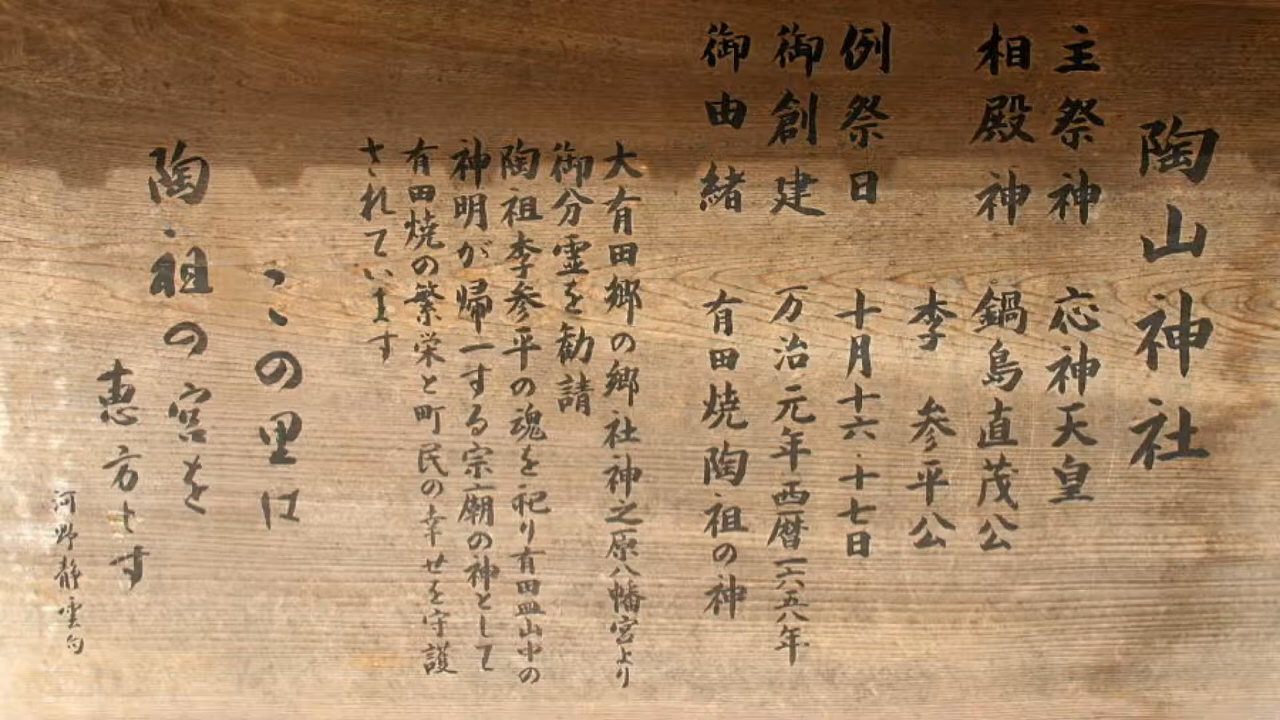 陶山神社
主祭神 応神天皇
相殿神 鍋島直茂公
李 参平公
例祭日 十月十六・十七日
御創建 万治元年西暦一六五八年
御由緒 有田焼陶祖の神
大有田郷の郷社神之原八幡宮より
御分霊を勧請
陶祖李参平の魂を祀り有田皿山中の
神明が帰一する宗廟の神として
有田焼の繁栄と町民の幸せを守護
されています
ここの里は
陶祖の宮を
恵方とす
河野静雲句